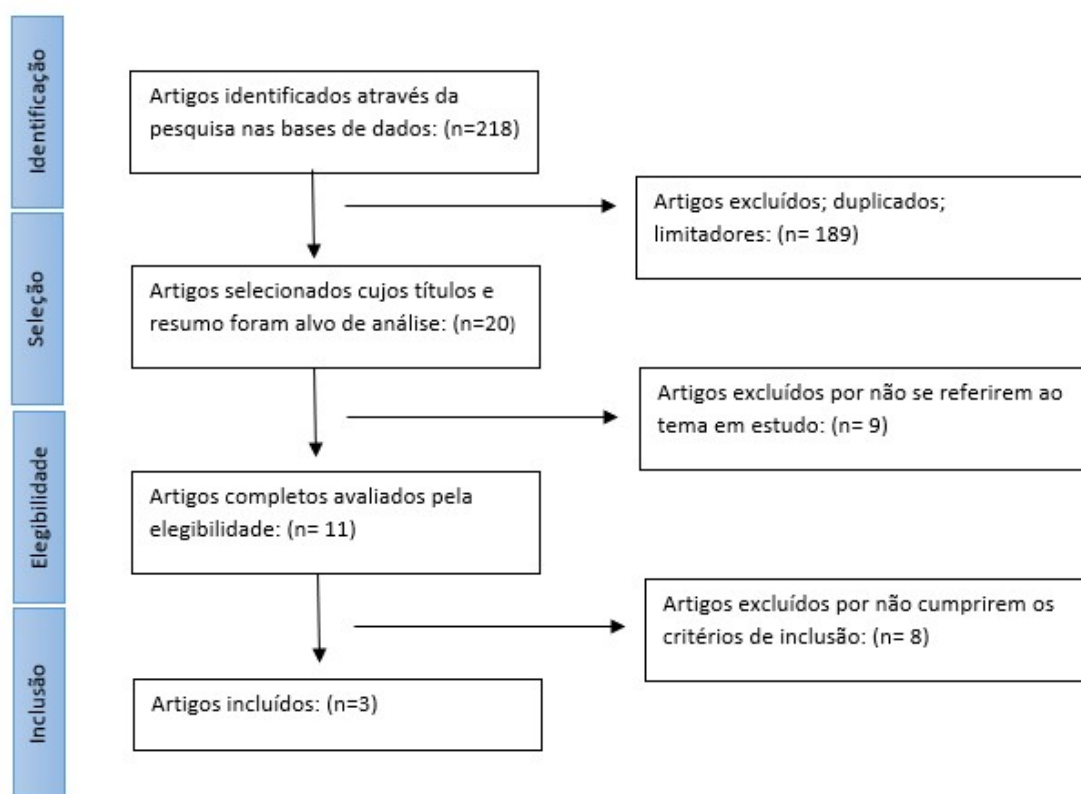 Identificação
Artigos identificados através da
pesquisa nas bases de dados: (n=218)
Artigos excluídos; duplicados;
limitadores: (n= 189)
Seleção
Artigos selecionados cujos títulos e
resumo foram alvo de análise: (n=20)
Artigos excluídos por não se referirem ao
tema em estudo: (n= 9)
Elegibilidade
Artigos completos avaliados pela
elegibilidade: (n= 11)
Artigos excluídos por não cumprirem os
critérios de inclusão: (n= 8)
Inclusão
Artigos incluídos: (n=3)